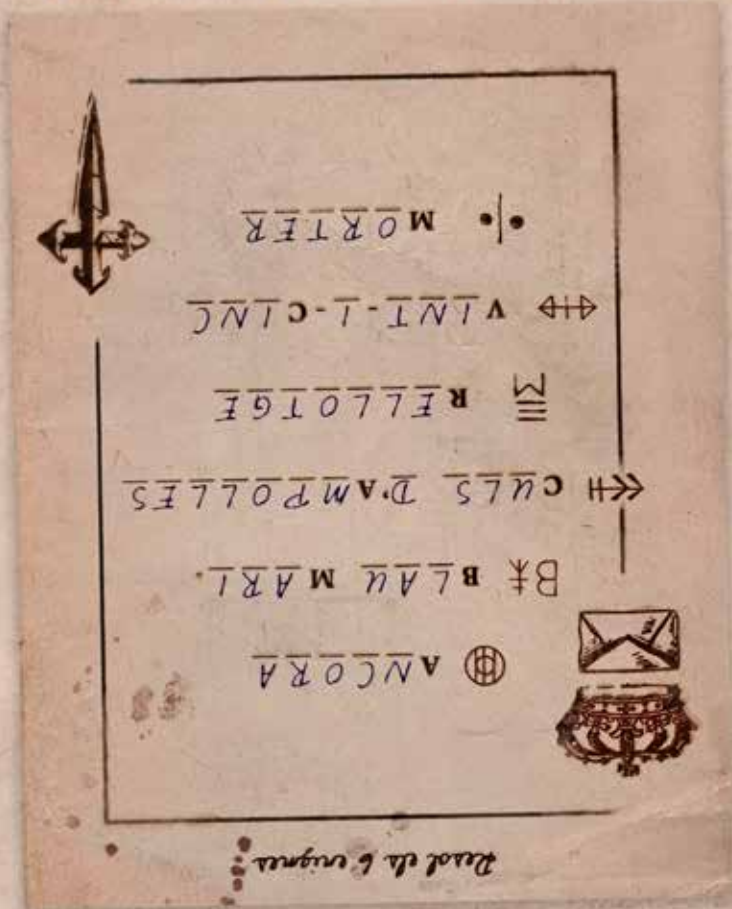 Resol els 6 enigmes
ANCORA
BLAU MARI.
CULS D'AMPOLLES
RELLOTGE
VINT-I-CINC
MORTER